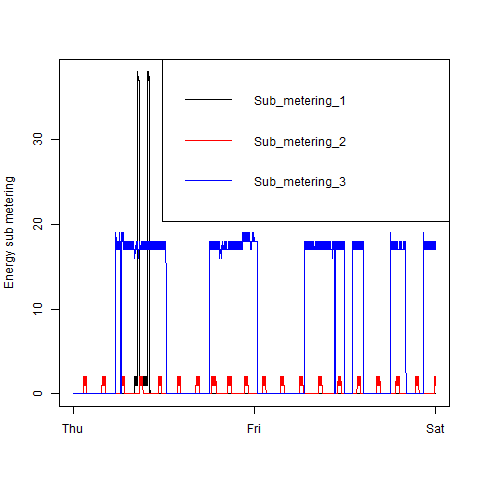 Sub_metering_1
Sub_metering_2
Sub_metering_3
Energy sub metering
30
20
10
0
Thu
Fri
Sat